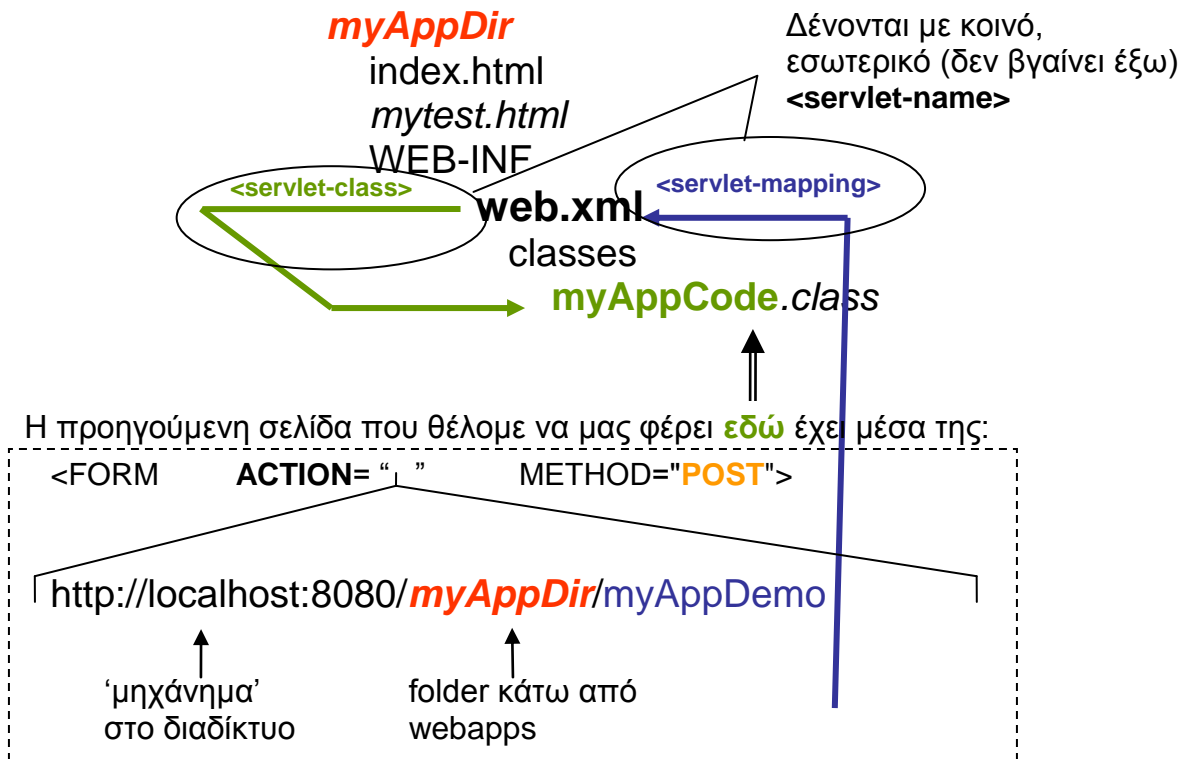 myAppDir
index.html
mytest.html
WEB-INF
<servlet-class>
web.xml
classes
myAppCode.class
Δένονται με κοινό,
εσωτερικό (δεν βγαίνει έξω)
<servlet-name>
<servlet-mapping>
Η προηγούμενη σελίδα που θέλομε να μας φέρει εδώ έχει μέσα της:
<FORM ACTION= “ ” METHOD="POST">
http://localhost:8080/myAppDir/myAppDemo
‘μηχάνημα’
στο διαδίκτυο
folder κάτω από
webapps